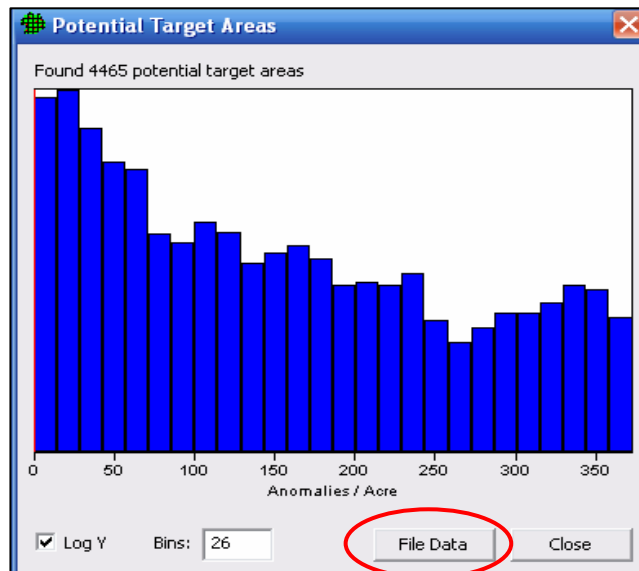 Potential Target Areas
Found 4465 potential target areas
0 50 100 150 200 250 300 350
Anomalies / Acre
Log Y Bins: 26 File Data Close